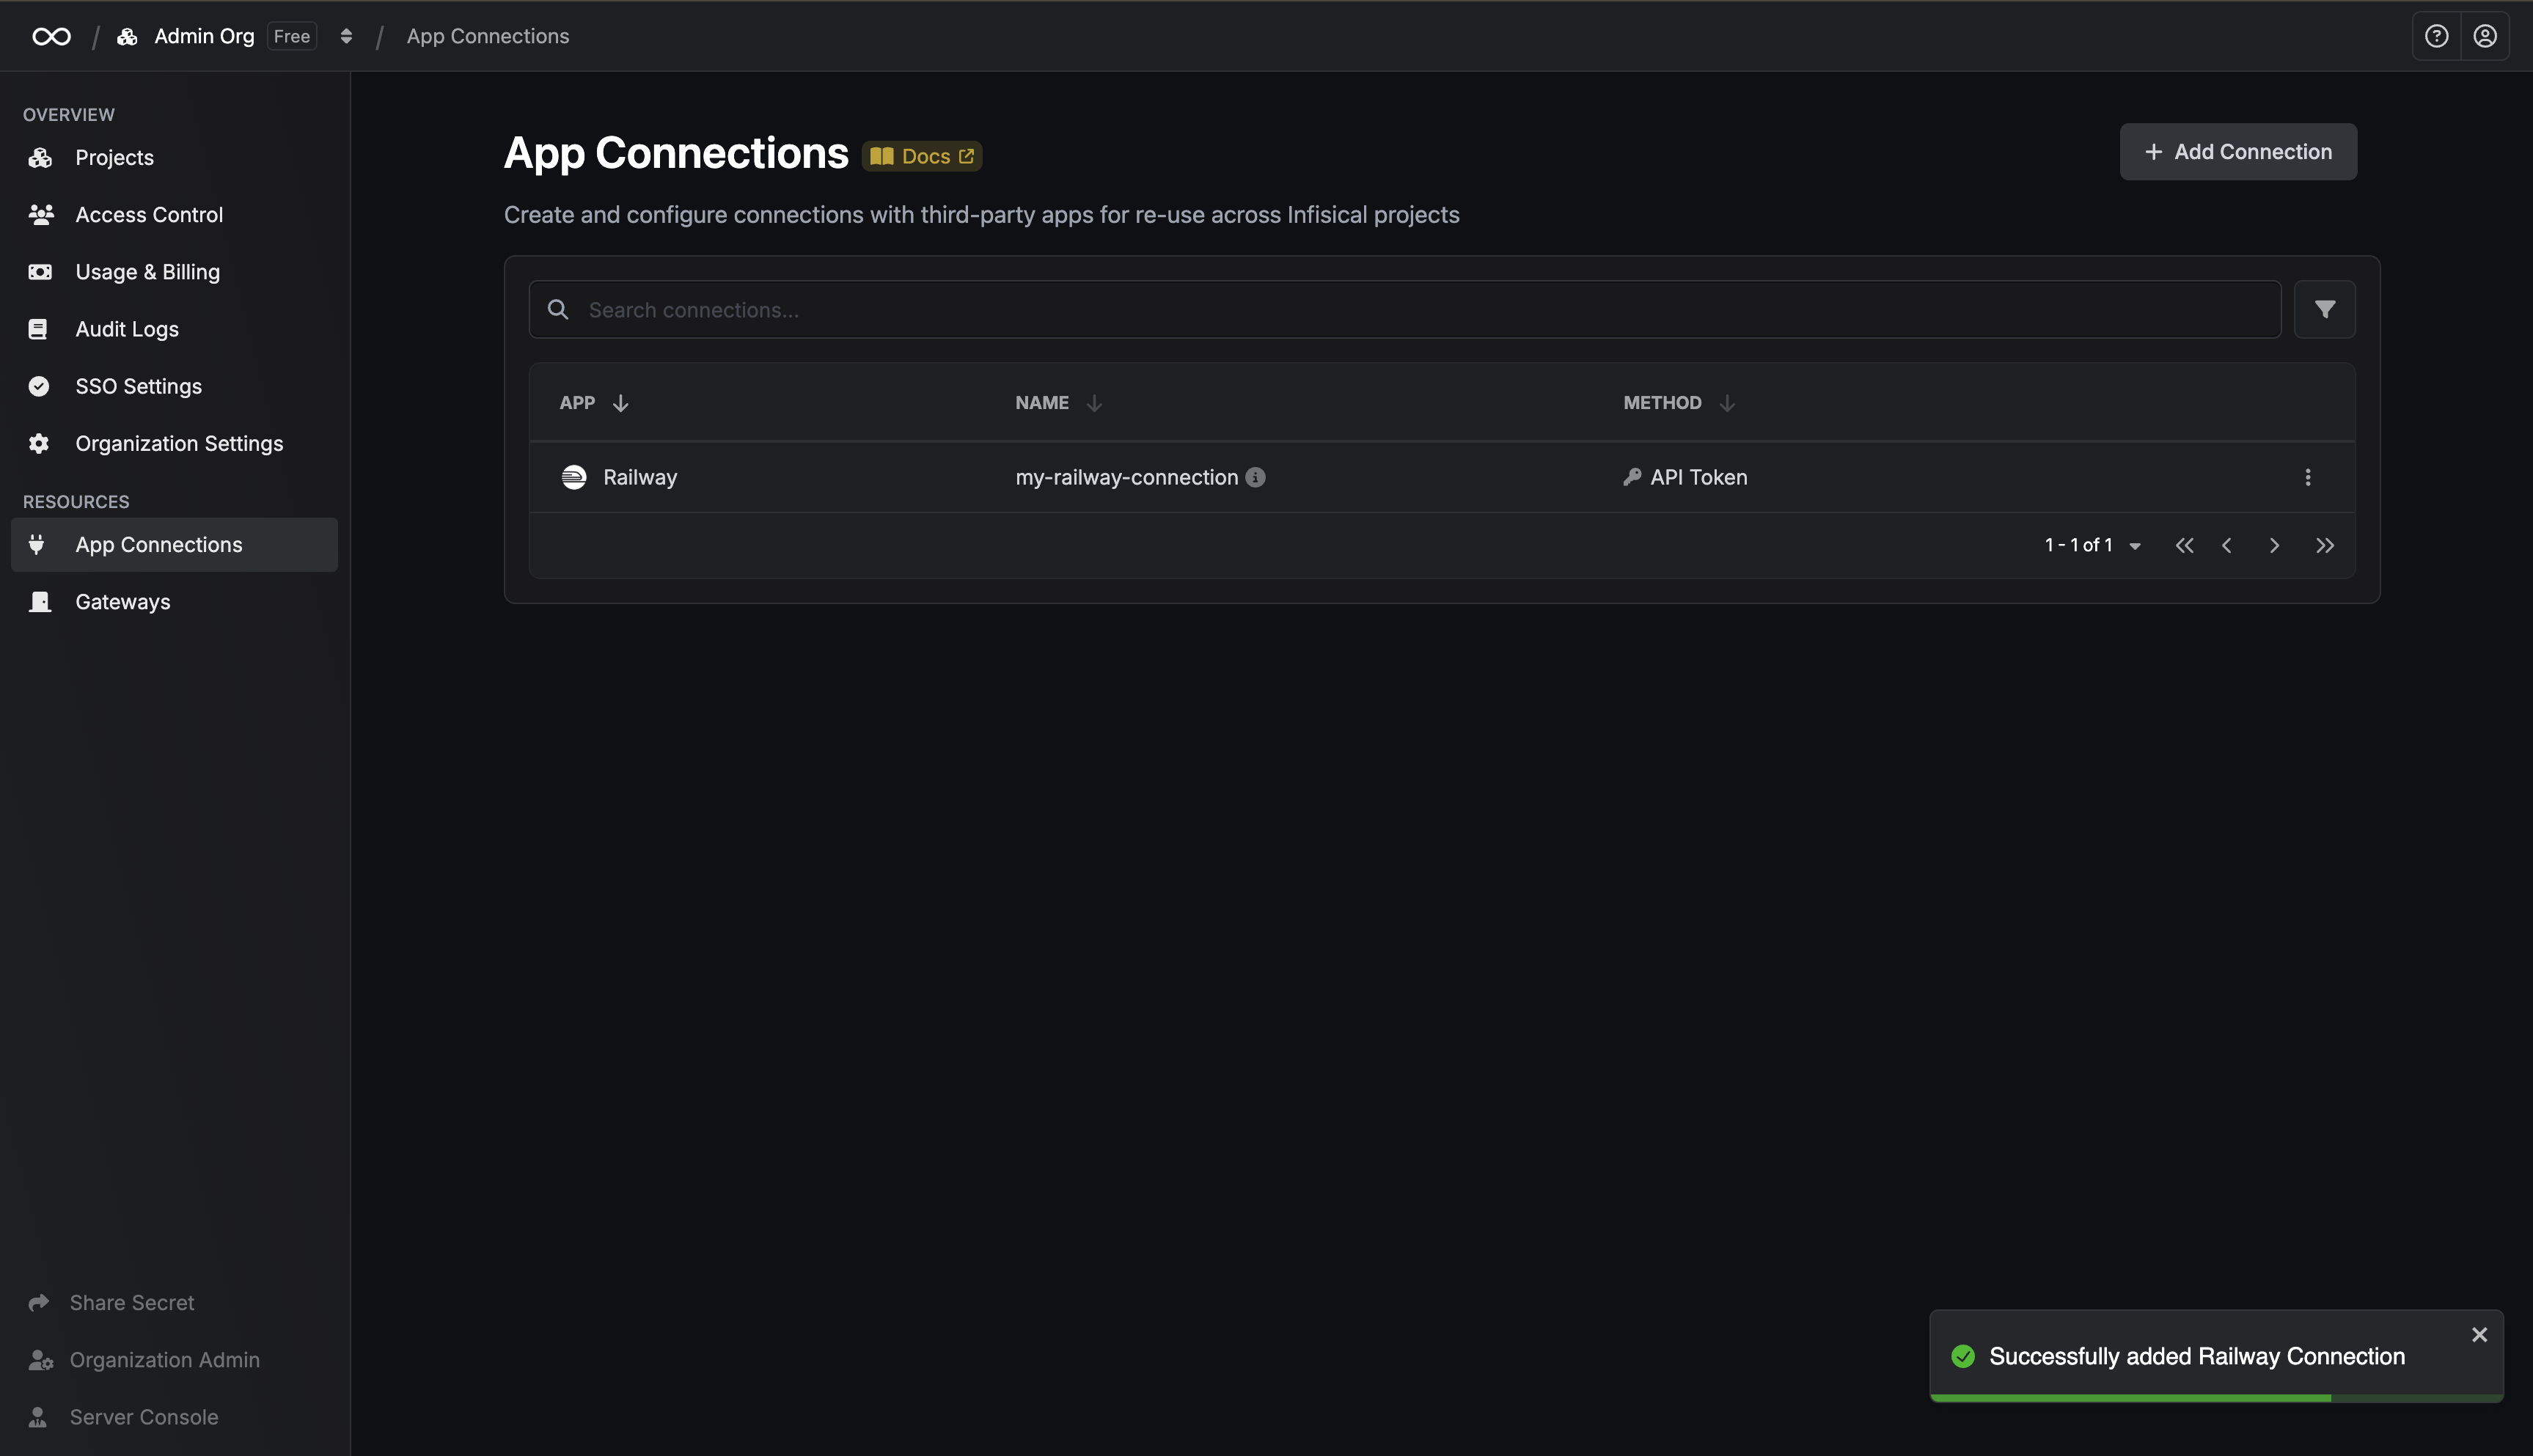 Admin Org Free / App Connections
OVERVIEW
Projects
Access Control
Usage & Billing
Audit Logs
SSO Settings
Organization Settings
RESOURCES
App Connections
Gateways
Share Secret
Organization Admin
Server Console
App Connections Docs
Add Connection
Create and configure connections with third-party apps for re-use across Infisical projects
Search connections...
APP NAME METHOD
Railway my-railway-connection API Token
1 - 1 of 1
Successfully added Railway Connection